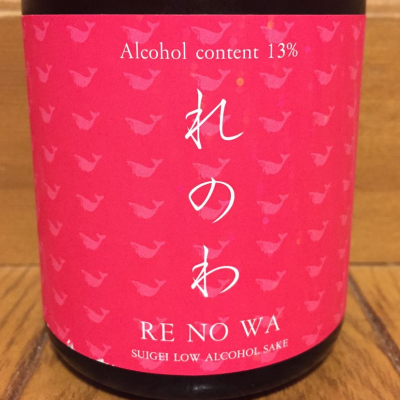 Alcohol content 13%
れのわ
RE NO WA
SUIGEI LOW ALCOHOL SAKE